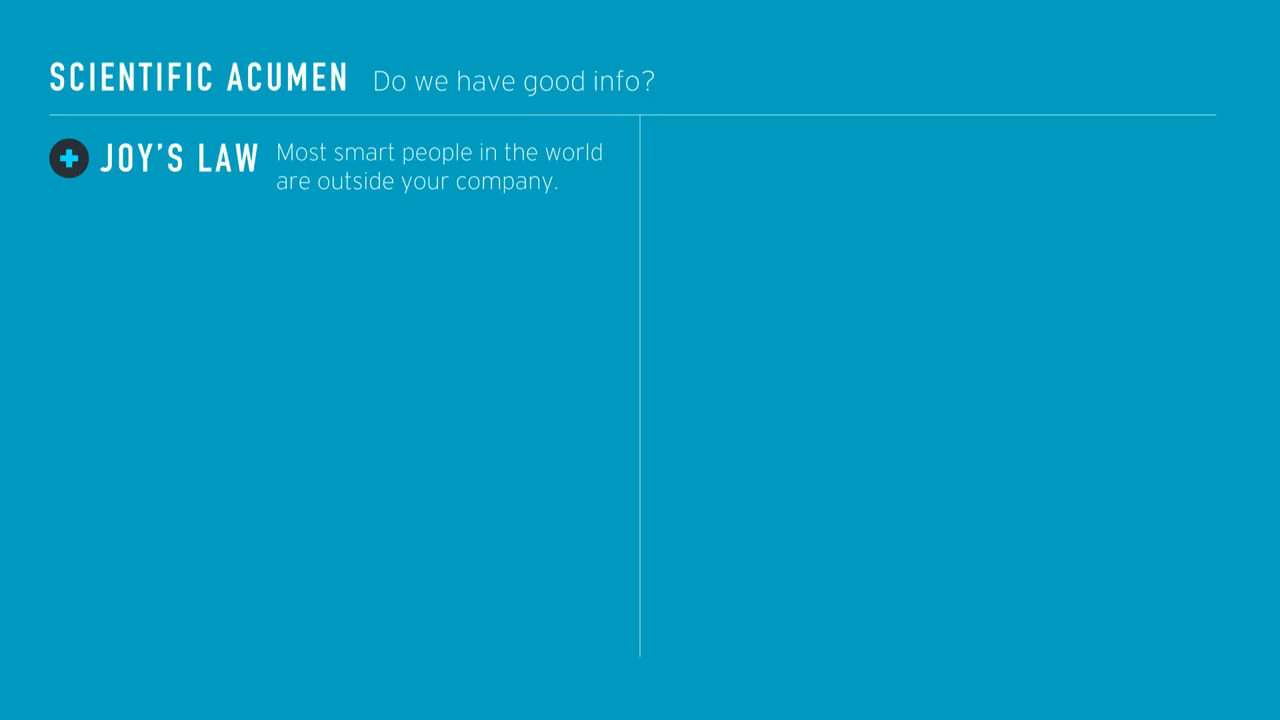 SCIENTIFIC ACUMEN Do we have good info?
JOY'S LAW Most smart people in the world
are outside your company.